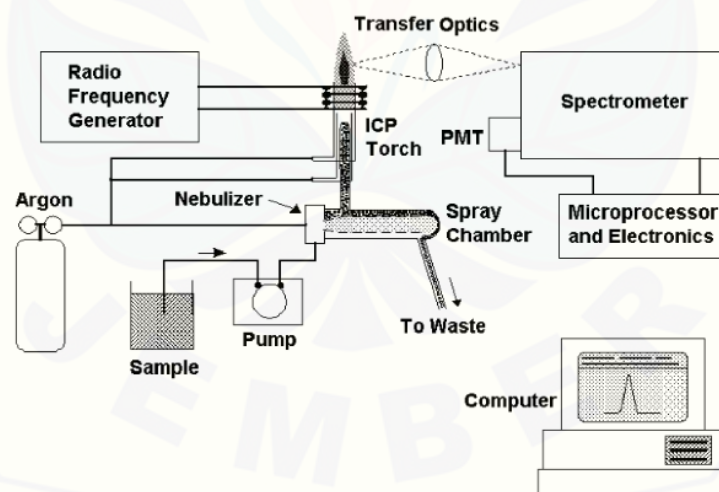 Transfer Optics
Radio
Frequency
Generator
Spectrometer
ICP
Torch
PMT
Argon
Nebulizer
Spray
Chamber
Microprocessor
and Electronics
To Waste
Pump
Sample
Computer
JEMBER